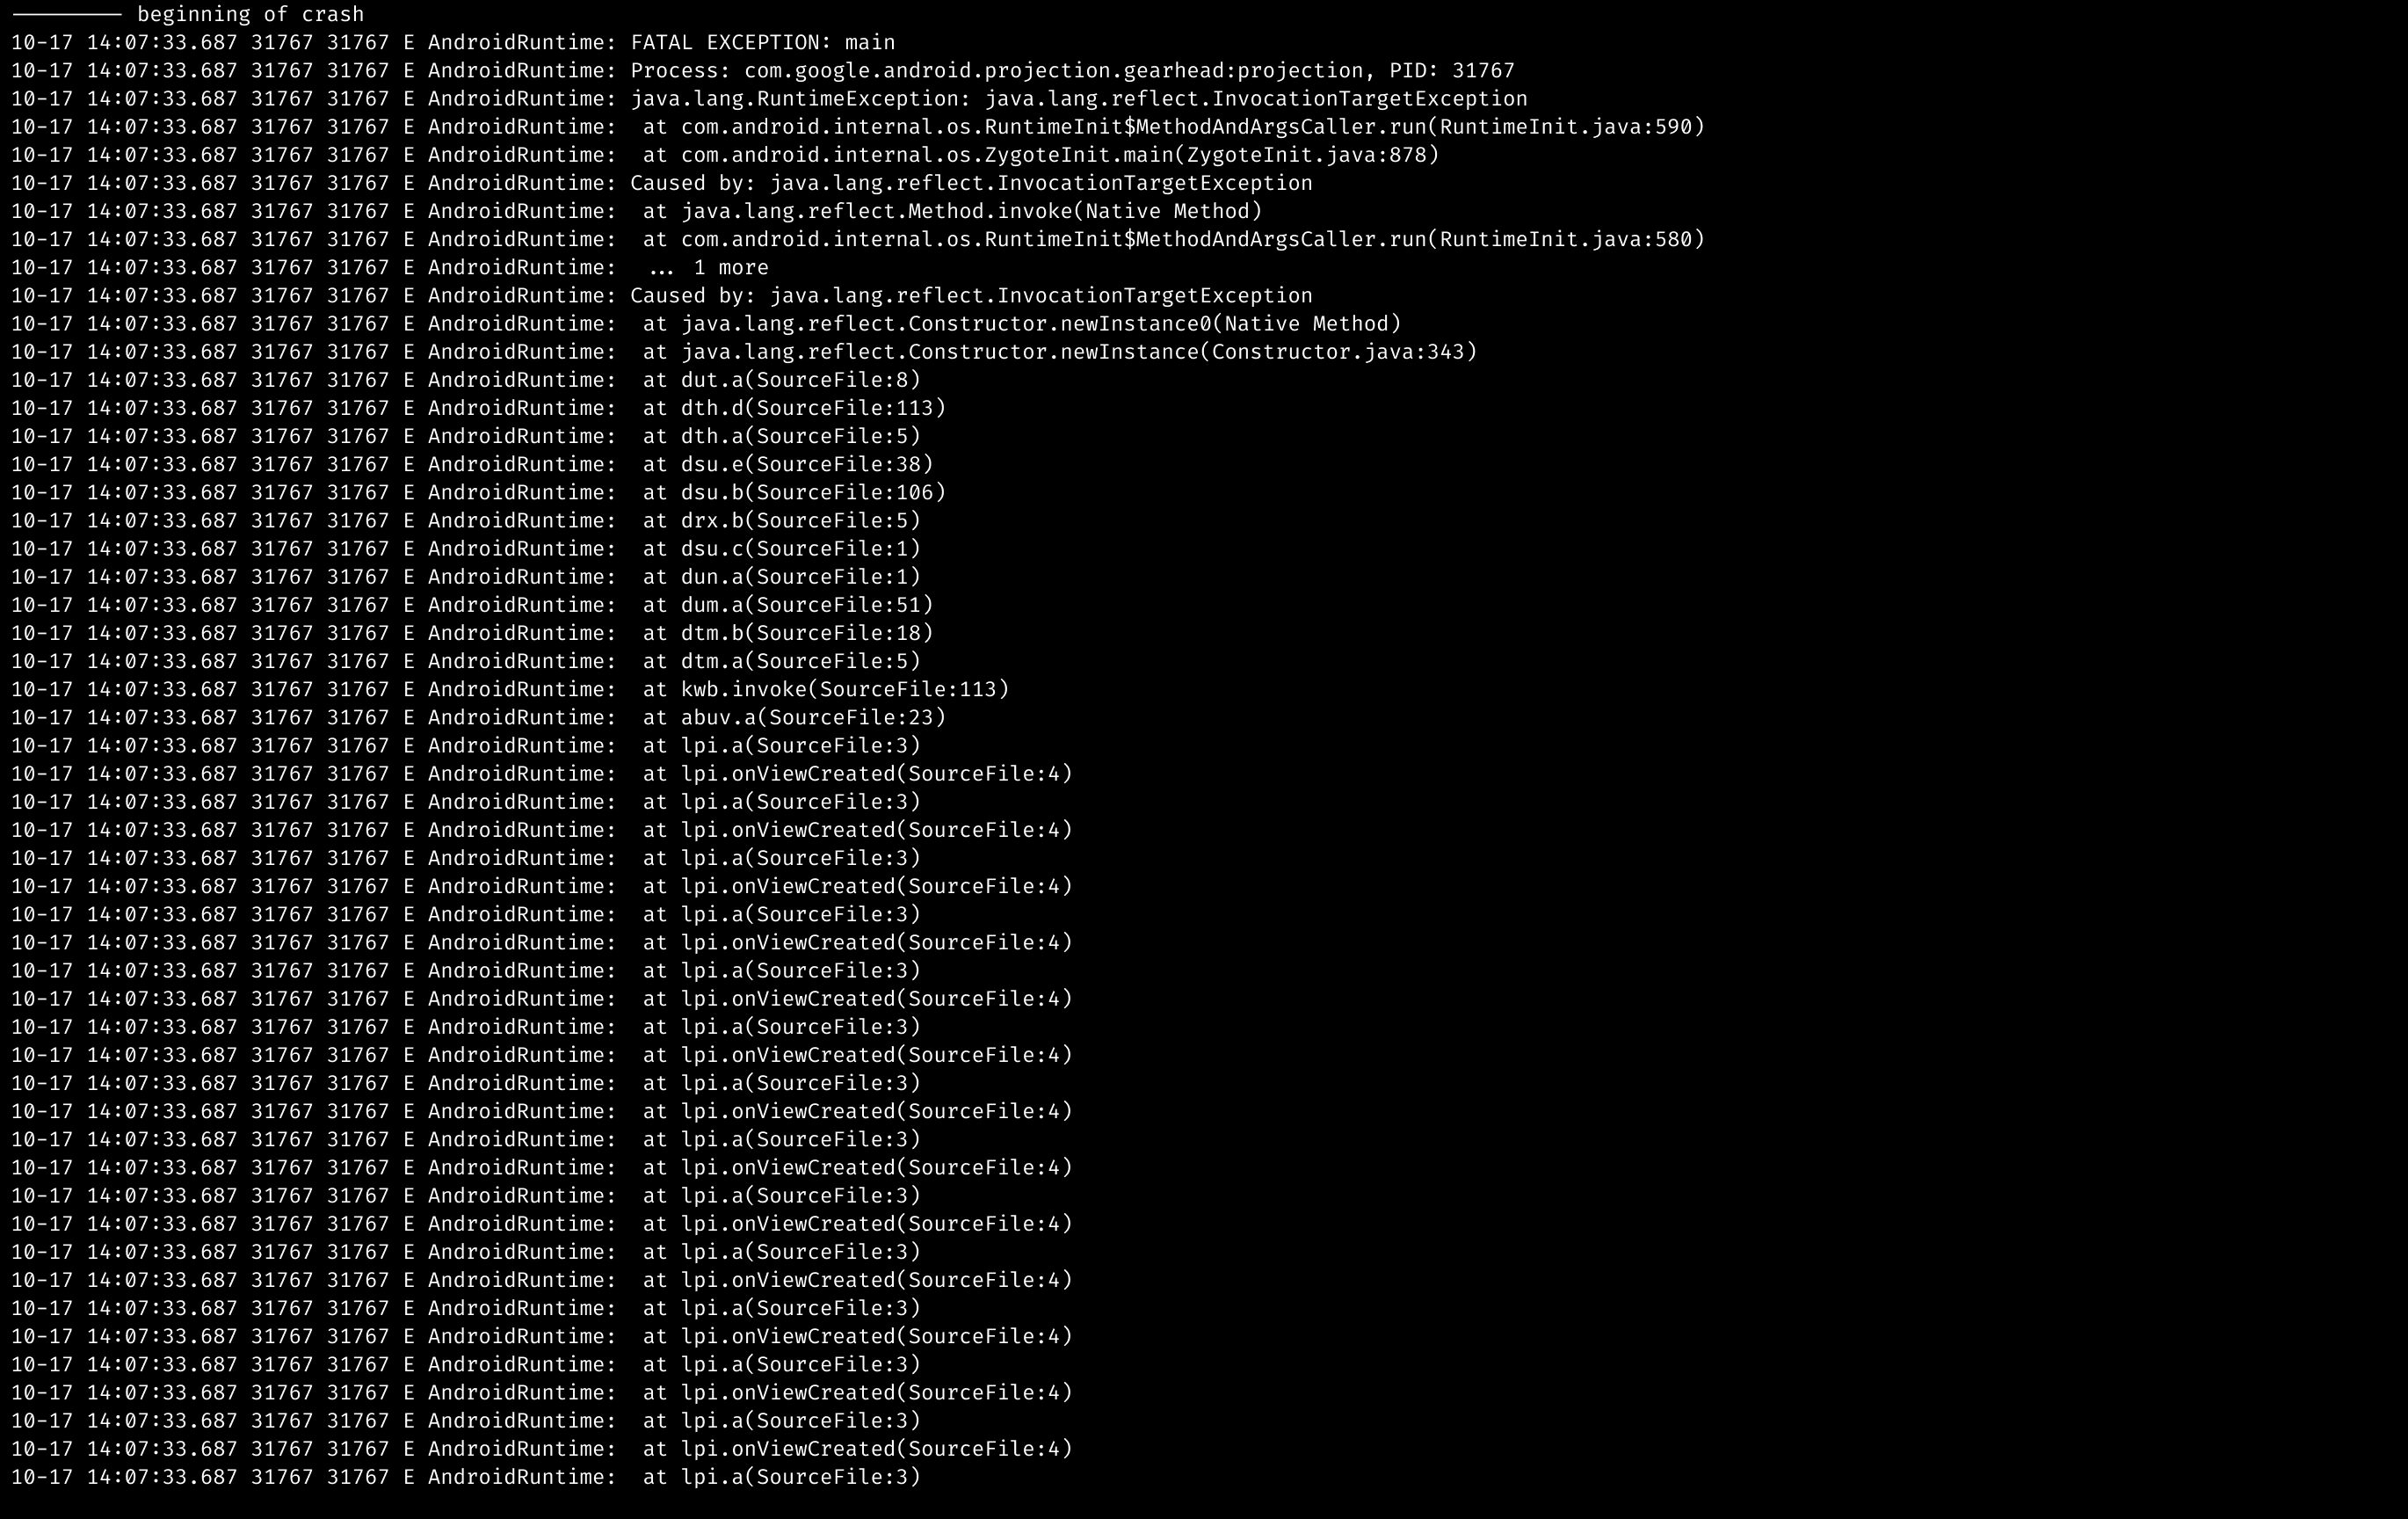 --------- beginning of crash
10-17 14:07:33.687 31767 31767 E AndroidRuntime: FATAL EXCEPTION: main
10-17 14:07:33.687 31767 31767 E AndroidRuntime: Process: com.google.android.projection.gearhead:projection, PID: 31767
10-17 14:07:33.687 31767 31767 E AndroidRuntime: java.lang.RuntimeException: java.lang.reflect.InvocationTargetException
10-17 14:07:33.687 31767 31767 E AndroidRuntime:  at com.android.internal.os.RuntimeInit$MethodAndArgsCaller.run(RuntimeInit.java:590)
10-17 14:07:33.687 31767 31767 E AndroidRuntime:  at com.android.internal.os.ZygoteInit.main(ZygoteInit.java:878)
10-17 14:07:33.687 31767 31767 E AndroidRuntime: Caused by: java.lang.reflect.InvocationTargetException
10-17 14:07:33.687 31767 31767 E AndroidRuntime:  at java.lang.reflect.Method.invoke(Native Method)
10-17 14:07:33.687 31767 31767 E AndroidRuntime:  at com.android.internal.os.RuntimeInit$MethodAndArgsCaller.run(RuntimeInit.java:580)
10-17 14:07:33.687 31767 31767 E AndroidRuntime:  ... 1 more
10-17 14:07:33.687 31767 31767 E AndroidRuntime: Caused by: java.lang.reflect.InvocationTargetException
10-17 14:07:33.687 31767 31767 E AndroidRuntime:  at java.lang.reflect.Constructor.newInstance0(Native Method)
10-17 14:07:33.687 31767 31767 E AndroidRuntime:  at java.lang.reflect.Constructor.newInstance(Constructor.java:343)
10-17 14:07:33.687 31767 31767 E AndroidRuntime:  at dut.a(SourceFile:8)
10-17 14:07:33.687 31767 31767 E AndroidRuntime:  at dth.d(SourceFile:113)
10-17 14:07:33.687 31767 31767 E AndroidRuntime:  at dth.a(SourceFile:5)
10-17 14:07:33.687 31767 31767 E AndroidRuntime:  at dsu.e(SourceFile:38)
10-17 14:07:33.687 31767 31767 E AndroidRuntime:  at dsu.b(SourceFile:106)
10-17 14:07:33.687 31767 31767 E AndroidRuntime:  at drx.b(SourceFile:5)
10-17 14:07:33.687 31767 31767 E AndroidRuntime:  at dsu.c(SourceFile:1)
10-17 14:07:33.687 31767 31767 E AndroidRuntime:  at dun.a(SourceFile:1)
10-17 14:07:33.687 31767 31767 E AndroidRuntime:  at dum.a(SourceFile:51)
10-17 14:07:33.687 31767 31767 E AndroidRuntime:  at dtm.b(SourceFile:18)
10-17 14:07:33.687 31767 31767 E AndroidRuntime:  at dtm.a(SourceFile:5)
10-17 14:07:33.687 31767 31767 E AndroidRuntime:  at kwb.invoke(SourceFile:113)
10-17 14:07:33.687 31767 31767 E AndroidRuntime:  at abuv.a(SourceFile:23)
10-17 14:07:33.687 31767 31767 E AndroidRuntime:  at lpi.a(SourceFile:3)
10-17 14:07:33.687 31767 31767 E AndroidRuntime:  at lpi.onViewCreated(SourceFile:4)
10-17 14:07:33.687 31767 31767 E AndroidRuntime:  at lpi.a(SourceFile:3)
10-17 14:07:33.687 31767 31767 E AndroidRuntime:  at lpi.onViewCreated(SourceFile:4)
10-17 14:07:33.687 31767 31767 E AndroidRuntime:  at lpi.a(SourceFile:3)
10-17 14:07:33.687 31767 31767 E AndroidRuntime:  at lpi.onViewCreated(SourceFile:4)
10-17 14:07:33.687 31767 31767 E AndroidRuntime:  at lpi.a(SourceFile:3)
10-17 14:07:33.687 31767 31767 E AndroidRuntime:  at lpi.onViewCreated(SourceFile:4)
10-17 14:07:33.687 31767 31767 E AndroidRuntime:  at lpi.a(SourceFile:3)
10-17 14:07:33.687 31767 31767 E AndroidRuntime:  at lpi.onViewCreated(SourceFile:4)
10-17 14:07:33.687 31767 31767 E AndroidRuntime:  at lpi.a(SourceFile:3)
10-17 14:07:33.687 31767 31767 E AndroidRuntime:  at lpi.onViewCreated(SourceFile:4)
10-17 14:07:33.687 31767 31767 E AndroidRuntime:  at lpi.a(SourceFile:3)
10-17 14:07:33.687 31767 31767 E AndroidRuntime:  at lpi.onViewCreated(SourceFile:4)
10-17 14:07:33.687 31767 31767 E AndroidRuntime:  at lpi.a(SourceFile:3)
10-17 14:07:33.687 31767 31767 E AndroidRuntime:  at lpi.onViewCreated(SourceFile:4)
10-17 14:07:33.687 31767 31767 E AndroidRuntime:  at lpi.a(SourceFile:3)
10-17 14:07:33.687 31767 31767 E AndroidRuntime:  at lpi.onViewCreated(SourceFile:4)
10-17 14:07:33.687 31767 31767 E AndroidRuntime:  at lpi.a(SourceFile:3)
10-17 14:07:33.687 31767 31767 E AndroidRuntime:  at lpi.onViewCreated(SourceFile:4)
10-17 14:07:33.687 31767 31767 E AndroidRuntime:  at lpi.a(SourceFile:3)
10-17 14:07:33.687 31767 31767 E AndroidRuntime:  at lpi.onViewCreated(SourceFile:4)
10-17 14:07:33.687 31767 31767 E AndroidRuntime:  at lpi.a(SourceFile:3)
10-17 14:07:33.687 31767 31767 E AndroidRuntime:  at lpi.onViewCreated(SourceFile:4)
10-17 14:07:33.687 31767 31767 E AndroidRuntime:  at lpi.a(SourceFile:3)
10-17 14:07:33.687 31767 31767 E AndroidRuntime:  at lpi.onViewCreated(SourceFile:4)
10-17 14:07:33.687 31767 31767 E AndroidRuntime:  at lpi.a(SourceFile:3)